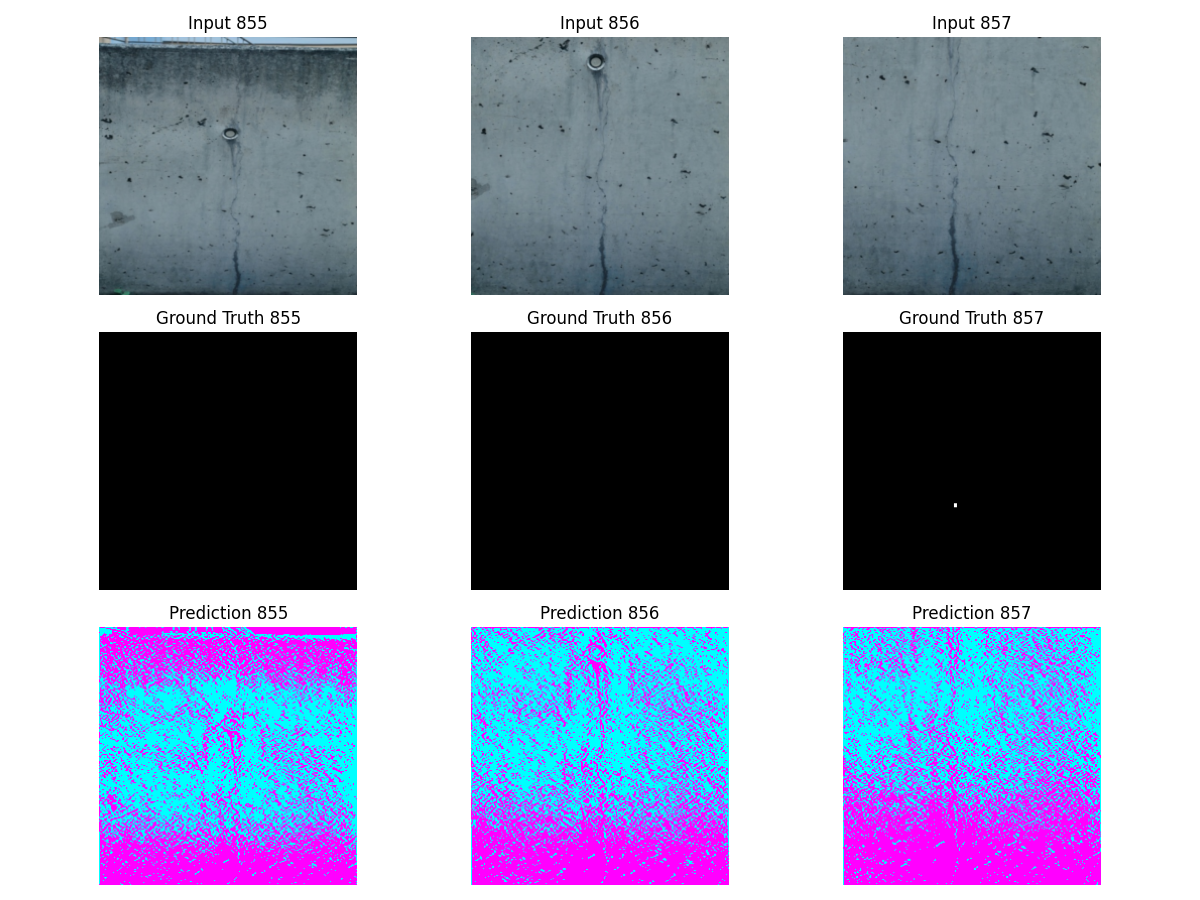 Input 855
Input 856
Input 857
Ground Truth 855
Ground Truth 856
Ground Truth 857
Prediction 855
Prediction 856
Prediction 857